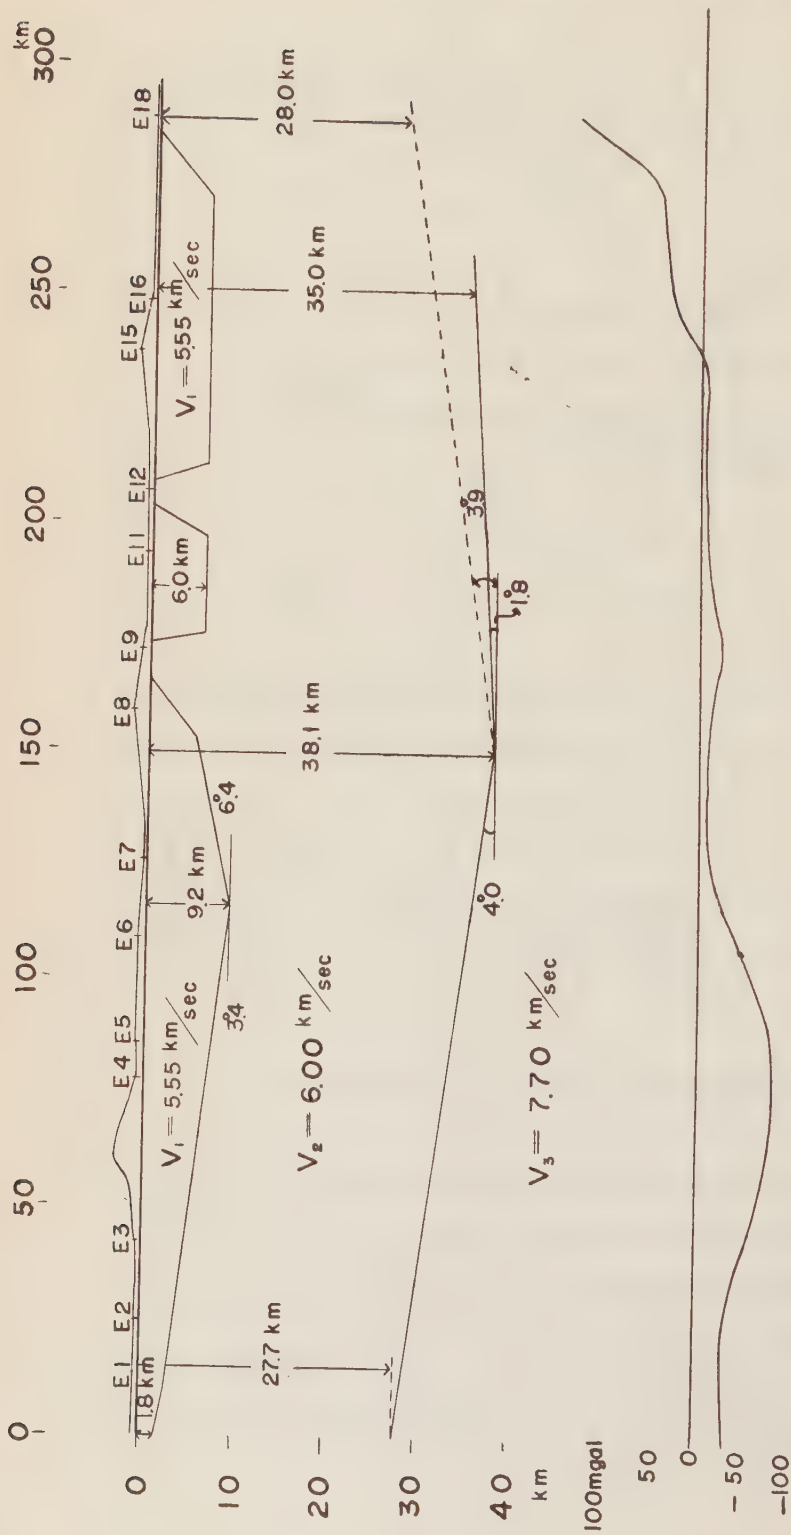 0 50 100 150 200 250 300 km
E1 E2 E3 E4 E5 E6 E7 E8 E9 E11 E12 E15 E16 E18
0
10
20
30
40
km
1.8 km
27.7 km
V₁ = 5.55 km/sec
3.°4
9.2 km
6.°4
V₂ = 6.00 km/sec
38.1 km
6.0 km
V₁ = 5.55 km/sec
35.0 km
28.0 km
4.°0
3.°9
1.°8
V₃ = 7.70 km/sec
100mgal
50
0
-50
-100